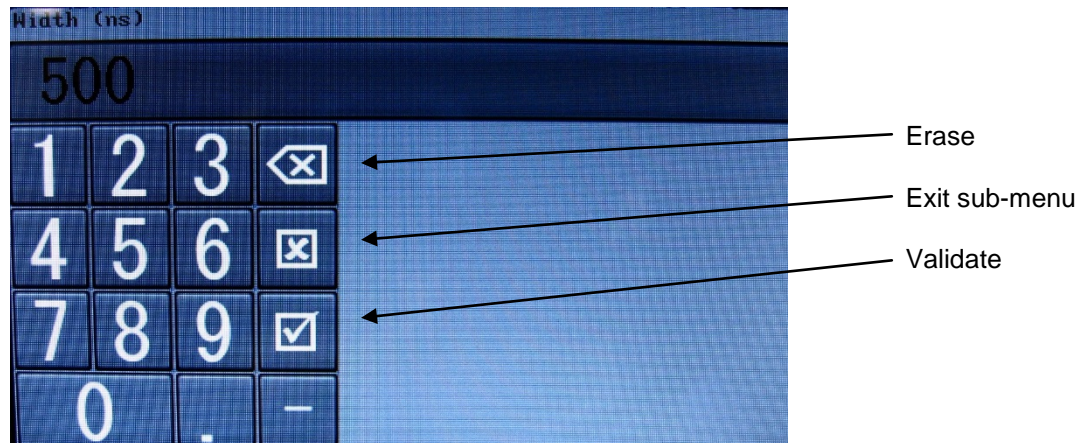 Width (ns)
500
1 2 3
Erase
4 5 6
Exit sub-menu
7 8 9
Validate
0 . -